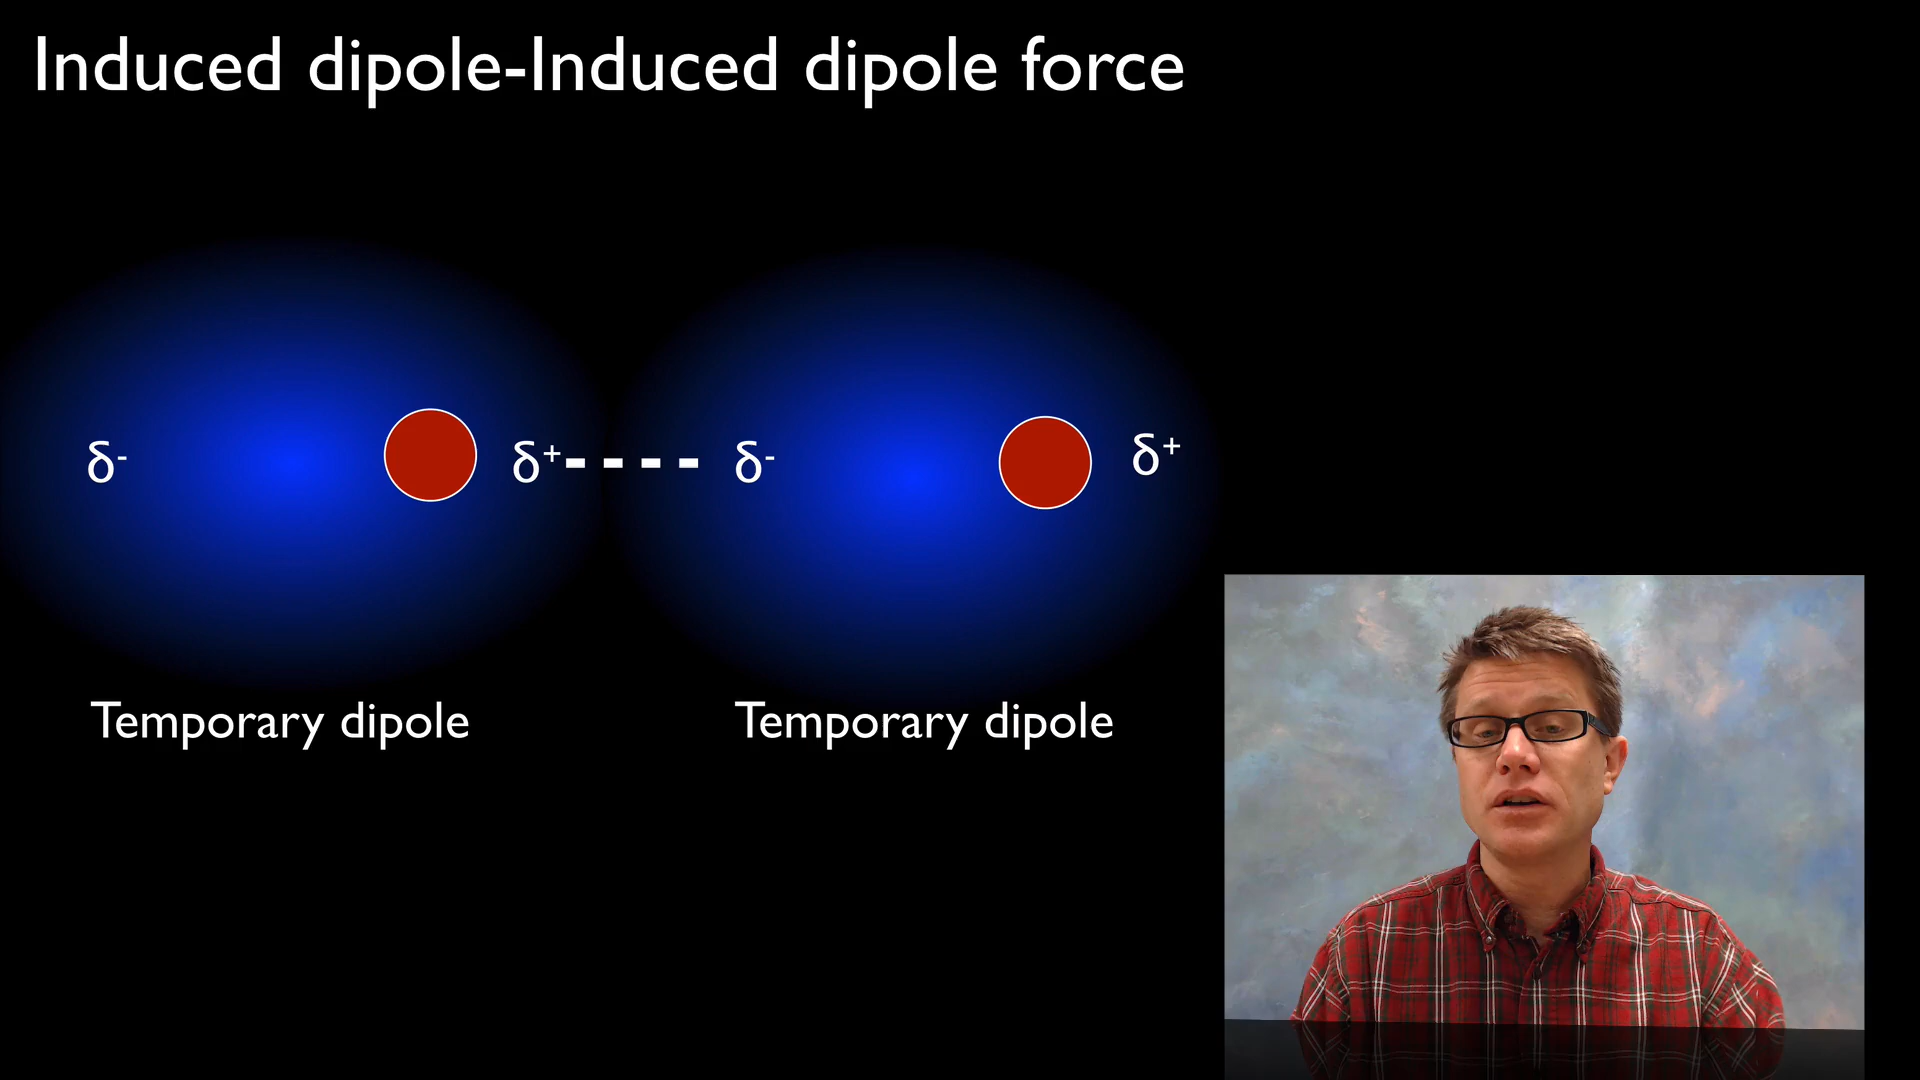 Induced dipole-Induced dipole force
δ⁻ δ⁺ δ⁻ δ⁺
Temporary dipole Temporary dipole